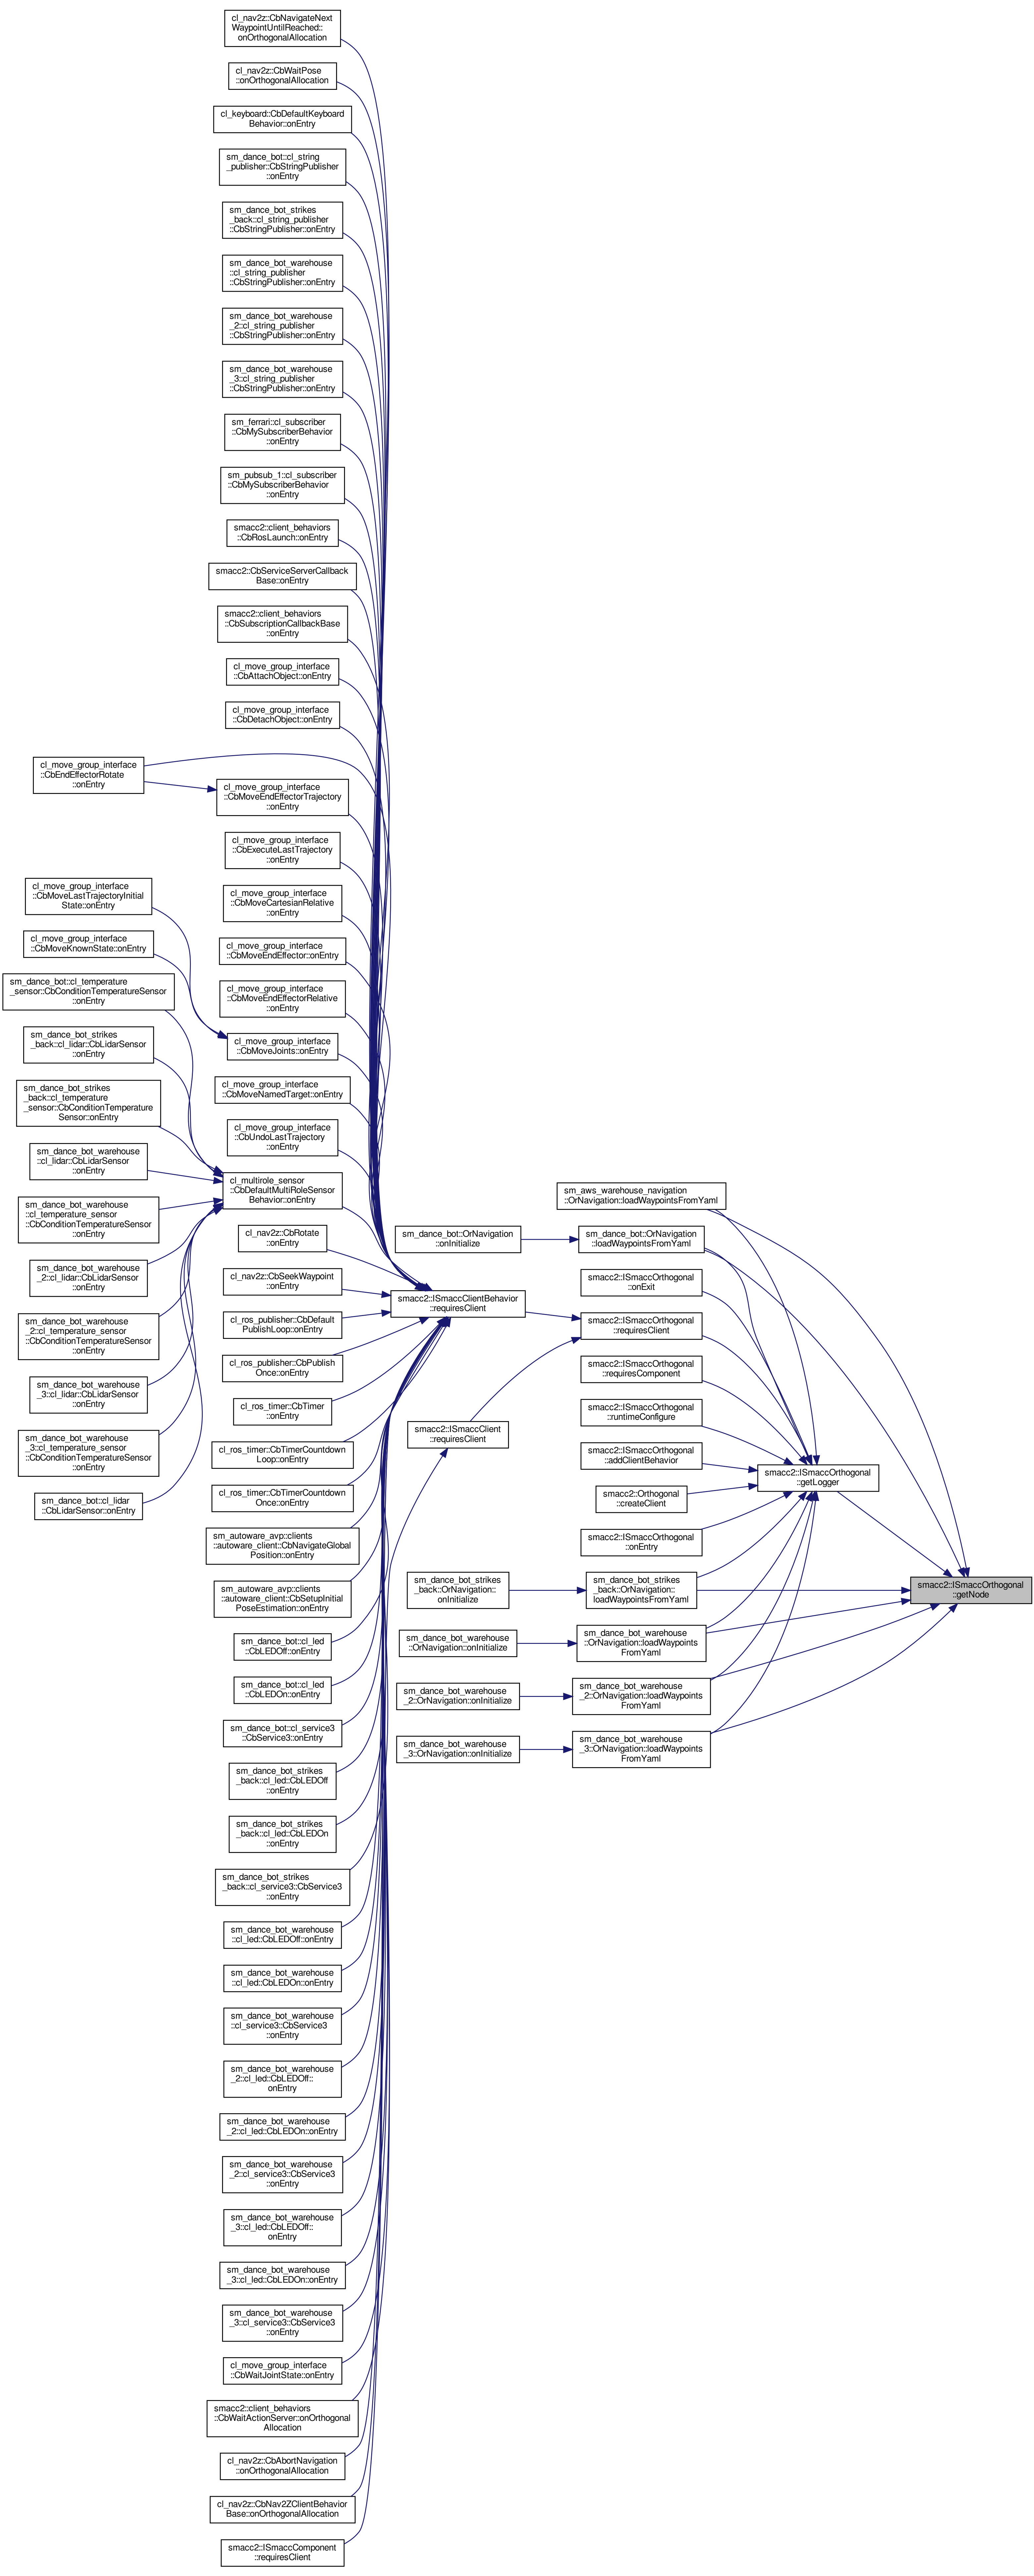 cl_nav2z::CbNavigateNext
WaypointUntilReached::
onOrthogonalAllocation
cl_nav2z::CbWaitPose
::onOrthogonalAllocation
cl_keyboard::CbDefaultKeyboard
Behavior::onEntry
sm_dance_bot::cl_string
_publisher::CbStringPublisher
::onEntry
sm_dance_bot_strikes
_back::cl_string_publisher
::CbStringPublisher::onEntry
sm_dance_bot_warehouse
::cl_string_publisher
::CbStringPublisher::onEntry
sm_dance_bot_warehouse
_2::cl_string_publisher
::CbStringPublisher::onEntry
sm_dance_bot_warehouse
_3::cl_string_publisher
::CbStringPublisher::onEntry
sm_ferrari::cl_subscriber
::CbMySubscriberBehavior
::onEntry
sm_pubsub_1::cl_subscriber
::CbMySubscriberBehavior
::onEntry
smacc2::client_behaviors
::CbRosLaunch::onEntry
smacc2::CbServiceServerCallback
Base::onEntry
smacc2::client_behaviors
::CbSubscriptionCallbackBase
::onEntry
cl_move_group_interface
::CbAttachObject::onEntry
cl_move_group_interface
::CbDetachObject::onEntry
cl_move_group_interface
::CbEndEffectorRotate
::onEntry
cl_move_group_interface
::CbMoveEndEffectorTrajectory
::onEntry
cl_move_group_interface
::CbExecuteLastTrajectory
::onEntry
cl_move_group_interface
::CbMoveLastTrajectoryInitial
State::onEntry
cl_move_group_interface
::CbMoveCartesianRelative
::onEntry
cl_move_group_interface
::CbMoveKnownState::onEntry
cl_move_group_interface
::CbMoveEndEffector::onEntry
sm_dance_bot::cl_temperature
_sensor::CbConditionTemperatureSensor
::onEntry
cl_move_group_interface
::CbMoveEndEffectorRelative
::onEntry
sm_dance_bot_strikes
_back::cl_lidar::CbLidarSensor
::onEntry
cl_move_group_interface
::CbMoveJoints::onEntry
sm_dance_bot_strikes
_back::cl_temperature
_sensor::CbConditionTemperature
Sensor::onEntry
cl_move_group_interface
::CbMoveNamedTarget::onEntry
cl_move_group_interface
::CbUndoLastTrajectory
::onEntry
sm_dance_bot_warehouse
::cl_lidar::CbLidarSensor
::onEntry
cl_multirole_sensor
::CbDefaultMultiRoleSensor
Behavior::onEntry
sm_dance_bot_warehouse
::cl_temperature_sensor
::CbConditionTemperatureSensor
::onEntry
sm_aws_warehouse_navigation
::OrNavigation::loadWaypointsFromYaml
cl_nav2z::CbRotate
::onEntry
sm_dance_bot::OrNavigation
::onInitialize
sm_dance_bot::OrNavigation
::loadWaypointsFromYaml
sm_dance_bot_warehouse
_2::cl_lidar::CbLidarSensor
::onEntry
cl_nav2z::CbSeekWaypoint
::onEntry
smacc2::ISmaccOrthogonal
::onExit
smacc2::ISmaccClientBehavior
::requiresClient
sm_dance_bot_warehouse
_2::cl_temperature_sensor
::CbConditionTemperatureSensor
::onEntry
cl_ros_publisher::CbDefault
PublishLoop::onEntry
smacc2::ISmaccOrthogonal
::requiresClient
cl_ros_publisher::CbPublish
Once::onEntry
smacc2::ISmaccOrthogonal
::requiresComponent
sm_dance_bot_warehouse
_3::cl_lidar::CbLidarSensor
::onEntry
cl_ros_timer::CbTimer
::onEntry
smacc2::ISmaccOrthogonal
::runtimeConfigure
smacc2::ISmaccClient
::requiresClient
sm_dance_bot_warehouse
_3::cl_temperature_sensor
::CbConditionTemperatureSensor
::onEntry
cl_ros_timer::CbTimerCountdown
Loop::onEntry
smacc2::ISmaccOrthogonal
::addClientBehavior
smacc2::ISmaccOrthogonal
::getLogger
sm_dance_bot::cl_lidar
::CbLidarSensor::onEntry
cl_ros_timer::CbTimerCountdown
Once::onEntry
smacc2::Orthogonal
::createClient
sm_autoware_avp::clients
::autoware_client::CbNavigateGlobal
Position::onEntry
smacc2::ISmaccOrthogonal
::onEntry
sm_autoware_avp::clients
::autoware_client::CbSetupInitial
PoseEstimation::onEntry
sm_dance_bot_strikes
_back::OrNavigation::
onInitialize
sm_dance_bot_strikes
_back::OrNavigation::
loadWaypointsFromYaml
smacc2::ISmaccOrthogonal
::getNode
sm_dance_bot::cl_led
::CbLEDOff::onEntry
sm_dance_bot_warehouse
::OrNavigation::onInitialize
sm_dance_bot_warehouse
::OrNavigation::loadWaypoints
FromYaml
sm_dance_bot::cl_led
::CbLEDOn::onEntry
sm_dance_bot_warehouse
_2::OrNavigation::onInitialize
sm_dance_bot_warehouse
_2::OrNavigation::loadWaypoints
FromYaml
sm_dance_bot::cl_service3
::CbService3::onEntry
sm_dance_bot_warehouse
_3::OrNavigation::onInitialize
sm_dance_bot_warehouse
_3::OrNavigation::loadWaypoints
FromYaml
sm_dance_bot_strikes
_back::cl_led::CbLEDOff
::onEntry
sm_dance_bot_strikes
_back::cl_led::CbLEDOn
::onEntry
sm_dance_bot_strikes
_back::cl_service3::CbService3
::onEntry
sm_dance_bot_warehouse
::cl_led::CbLEDOff::onEntry
sm_dance_bot_warehouse
::cl_led::CbLEDOn::onEntry
sm_dance_bot_warehouse
::cl_service3::CbService3
::onEntry
sm_dance_bot_warehouse
_2::cl_led::CbLEDOff::
onEntry
sm_dance_bot_warehouse
_2::cl_led::CbLEDOn::onEntry
sm_dance_bot_warehouse
_2::cl_service3::CbService3
::onEntry
sm_dance_bot_warehouse
_3::cl_led::CbLEDOff::
onEntry
sm_dance_bot_warehouse
_3::cl_led::CbLEDOn::onEntry
sm_dance_bot_warehouse
_3::cl_service3::CbService3
::onEntry
cl_move_group_interface
::CbWaitJointState::onEntry
smacc2::client_behaviors
::CbWaitActionServer::onOrthogonal
Allocation
cl_nav2z::CbAbortNavigation
::onOrthogonalAllocation
cl_nav2z::CbNav2ZClientBehavior
Base::onOrthogonalAllocation
smacc2::ISmaccComponent
::requiresClient